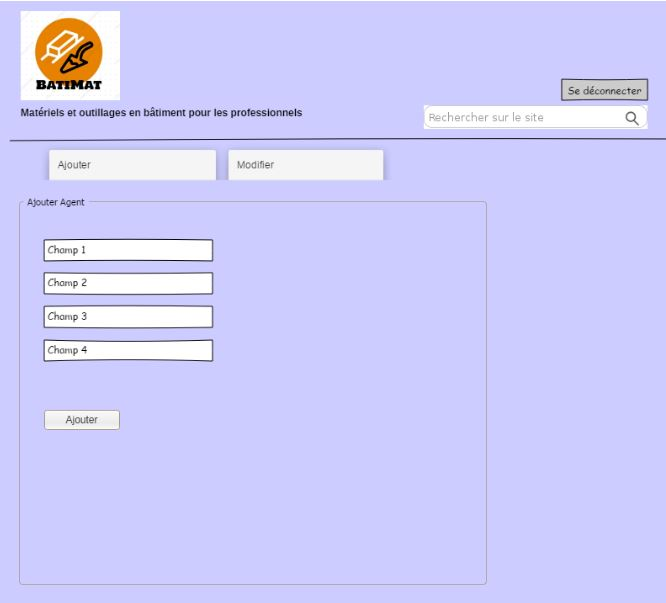 BATIMAT
Se déconnecter
Matériels et outillages en bâtiment pour les professionnels
Rechercher sur le site
Ajouter
Modifier
Ajouter Agent
Champ 1
Champ 2
Champ 3
Champ 4
Ajouter